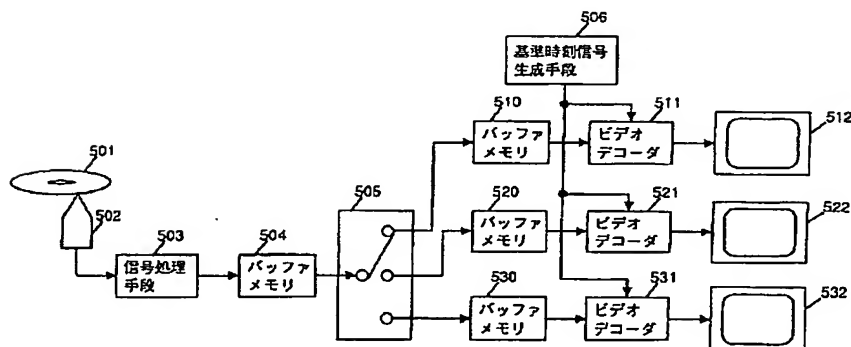 506
基準時刻信号
生成手段
510
バッファ
メモリ
511
ビデオ
デコーダ
512
501
502
503
信号処理
手段
504
バッファ
メモリ
505
520
バッファ
メモリ
521
ビデオ
デコーダ
522
530
バッファ
メモリ
531
ビデオ
デコーダ
532